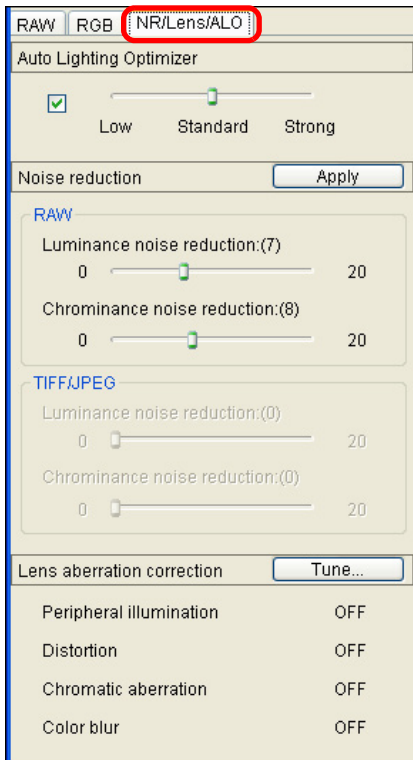 RAW RGB NR/Lens/ALO
Auto Lighting Optimizer
Low Standard Strong
Noise reduction Apply
RAW
Luminance noise reduction:(7)
0 20
Chrominance noise reduction:(8)
0 20
TIFF/JPEG
Luminance noise reduction:(0)
0 20
Chrominance noise reduction:(0)
0 20
Lens aberration correction Tune...
Peripheral illumination OFF
Distortion OFF
Chromatic aberration OFF
Color blur OFF